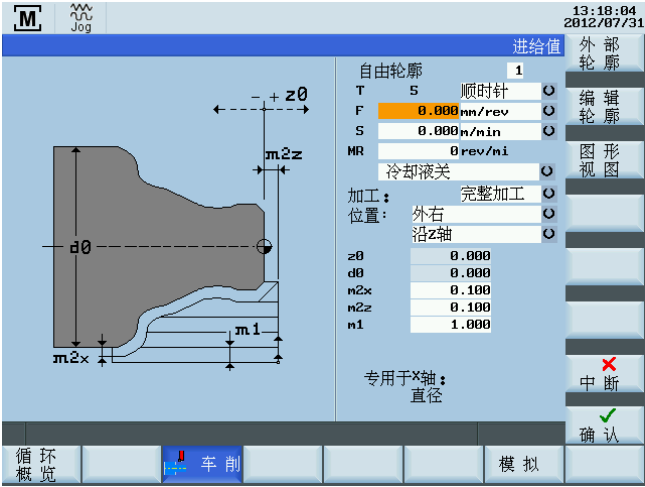 M
Jog
13:18:04
2012/07/31
进给值
外 部
轮 廓
编 辑
轮 廓
图 形
视 图
中 断
确 认
自由轮廓 1
T 5 顺时针
F 0.000 mm/rev
S 0.000 m/min
MR 0 rev/mi
冷却液关
加工: 完整加工
位置: 外右
沿Z轴
z0 0.000
d0 0.000
m2x 0.100
m2z 0.100
m1 1.000
专用于X轴:
直径
- + z0
m2z
d0
m1
m2x
循 环
概 览
车 削
模 拟